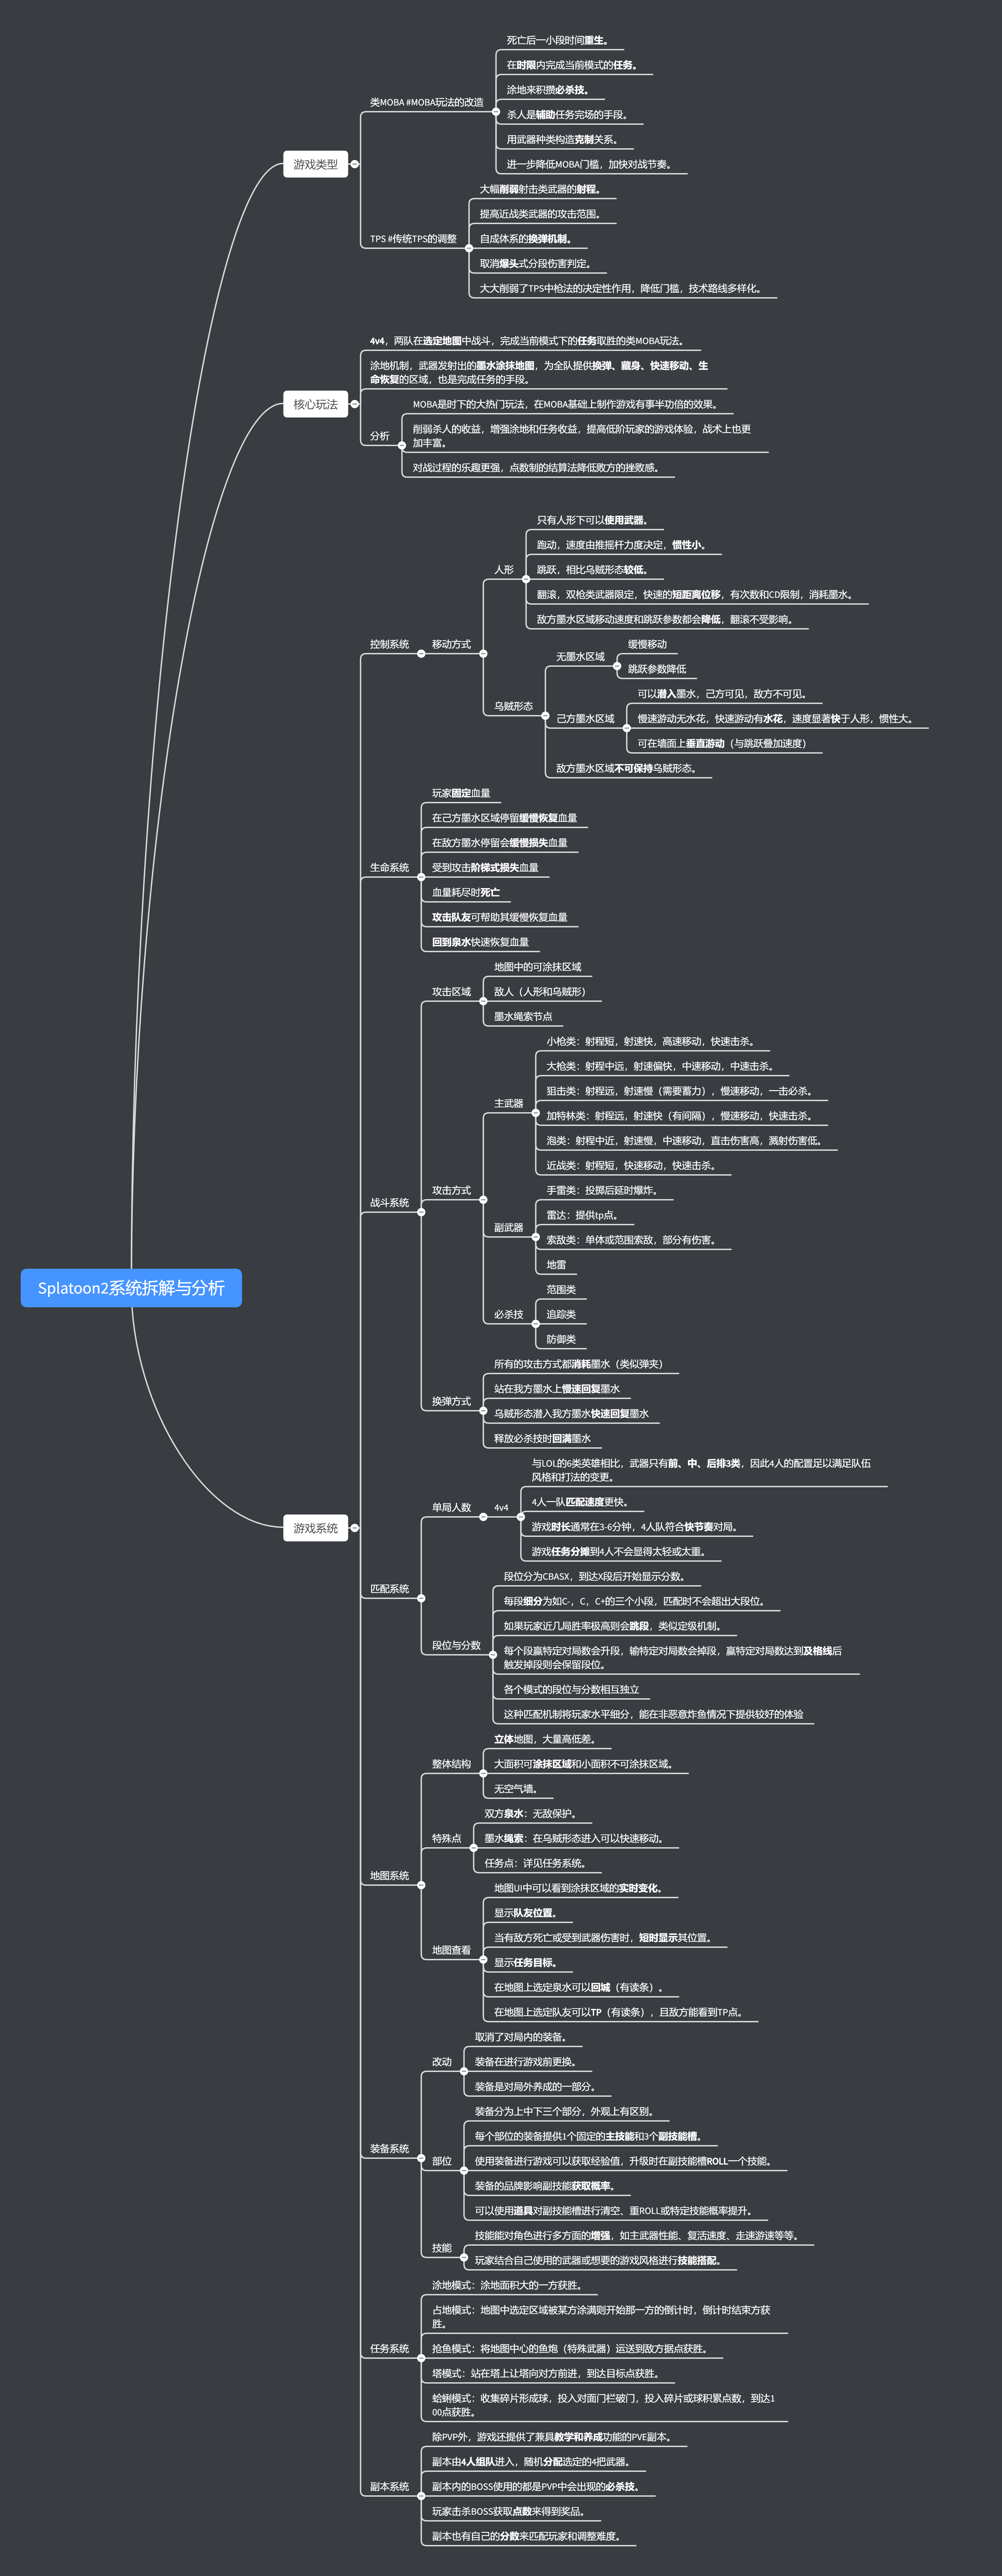 Splatoon2系统拆解与分析
游戏类型
类MOBA #MOBA玩法的改造
死亡后一小段时间重生。
在时限内完成当前模式的任务。
涂地来积攒必杀技。
杀人是辅助任务完场的手段。
用武器种类构造克制关系。
进一步降低MOBA门槛，加快对战节奏。
TPS #传统TPS的调整
大幅削弱射击类武器的射程。
提高近战类武器的攻击范围。
自成体系的换弹机制。
取消爆头式分段伤害判定。
大大削弱了TPS中枪法的决定性作用，降低门槛，技术路线多样化。
核心玩法
4v4，两队在选定地图中战斗，完成当前模式下的任务取胜的类MOBA玩法。
涂地机制，武器发射出的墨水涂抹地图，为全队提供换弹、藏身、快速移动、生
命恢复的区域，也是完成任务的手段。
分析
MOBA是时下的大热门玩法，在MOBA基础上制作游戏有事半功倍的效果。
削弱杀人的收益，增强涂地和任务收益，提高低阶玩家的游戏体验，战术上也更
加丰富。
对战过程的乐趣更强，点数制的结算法降低败方的挫败感。
游戏系统
控制系统
移动方式
人形
只有人形下可以使用武器。
跑动，速度由推摇杆力度决定，惯性小。
跳跃，相比乌贼形态较低。
翻滚，双枪类武器限定，快速的短距离位移，有次数和CD限制，消耗墨水。
敌方墨水区域移动速度和跳跃参数都会降低，翻滚不受影响。
乌贼形态
无墨水区域
缓慢移动
跳跃参数降低
己方墨水区域
可以潜入墨水，己方可见，敌方不可见。
慢速游动无水花，快速游动有水花，速度显著快于人形，惯性大。
可在墙面上垂直游动（与跳跃叠加速度）
敌方墨水区域不可保持乌贼形态。
生命系统
玩家固定血量
在己方墨水区域停留缓慢恢复血量
在敌方墨水停留会缓慢损失血量
受到攻击阶梯式损失血量
血量耗尽时死亡
攻击队友可帮助其缓慢恢复血量
回到泉水快速恢复血量
战斗系统
攻击区域
地图中的可涂抹区域
敌人（人形和乌贼形）
墨水绳索节点
攻击方式
主武器
小枪类：射程短，射速快，高速移动，快速击杀。
大枪类：射程中远，射速偏快，中速移动，中速击杀。
狙击类：射程远，射速慢（需要蓄力），慢速移动，一击必杀。
加特林类：射程远，射速快（有间隔），慢速移动，快速击杀。
泡类：射程中近，射速慢，中速移动，直击伤害高，溅射伤害低。
近战类：射程短，快速移动，快速击杀。
副武器
手雷类：投掷后延时爆炸。
雷达：提供tp点。
索敌类：单体或范围索敌，部分有伤害。
地雷
必杀技
范围类
追踪类
防御类
换弹方式
所有的攻击方式都消耗墨水（类似弹夹）
站在我方墨水上慢速回复墨水
乌贼形态潜入我方墨水快速回复墨水
释放必杀技时回满墨水
匹配系统
单局人数
4v4
与LOL的6类英雄相比，武器只有前、中、后排3类，因此4人的配置足以满足队伍
风格和打法的变更。
4人一队匹配速度更快。
游戏时长通常在3-6分钟，4人队符合快节奏对局。
游戏任务分摊到4人不会显得太轻或太重。
段位与分数
段位分为CBASX，到达X段后开始显示分数。
每段细分为如C-，C，C+的三个小段，匹配时不会超出大段位。
如果玩家近几局胜率极高则会跳段，类似定级机制。
每个段赢特定对局数会升段，输特定对局数会掉段，赢特定对局数达到及格线后
触发掉段则会保留段位。
各个模式的段位与分数相互独立
这种匹配机制将玩家水平细分，能在非恶意炸鱼情况下提供较好的体验
地图系统
整体结构
立体地图，大量高低差。
大面积可涂抹区域和小面积不可涂抹区域。
无空气墙。
特殊点
双方泉水：无敌保护。
墨水绳索：在乌贼形态进入可以快速移动。
任务点：详见任务系统。
地图查看
地图UI中可以看到涂抹区域的实时变化。
显示队友位置。
当有敌方死亡或受到武器伤害时，短时显示其位置。
显示任务目标。
在地图上选定泉水可以回城（有读条）。
在地图上选定队友可以TP（有读条），且敌方能看到TP点。
装备系统
改动
取消了对局内的装备。
装备在进行游戏前更换。
装备是对局外养成的一部分。
部位
装备分为上中下三个部分，外观上有区别。
每个部位的装备提供1个固定的主技能和3个副技能槽。
使用装备进行游戏可以获取经验值，升级时在副技能槽ROLL一个技能。
装备的品牌影响副技能获取概率。
可以使用道具对副技能槽进行清空、重ROLL或特定技能概率提升。
技能
技能能对角色进行多方面的增强，如主武器性能、复活速度、走速游速等等。
玩家结合自己使用的武器或想要的游戏风格进行技能搭配。
任务系统
涂地模式：涂地面积大的一方获胜。
占地模式：地图中选定区域被某方涂满则开始那一方的倒计时，倒计时结束方获
胜。
抢鱼模式：将地图中心的鱼炮（特殊武器）运送到敌方据点获胜。
塔模式：站在塔上让塔向对方前进，到达目标点获胜。
蛤蜊模式：收集碎片形成球，投入对面门栏破门，投入碎片或球积累点数，到达1
00点获胜。
副本系统
除PVP外，游戏还提供了兼具教学和养成功能的PVE副本。
副本由4人组队进入，随机分配选定的4把武器。
副本内的BOSS使用的都是PVP中会出现的必杀技。
玩家击杀BOSS获取点数来得到奖品。
副本也有自己的分数来匹配玩家和调整难度。